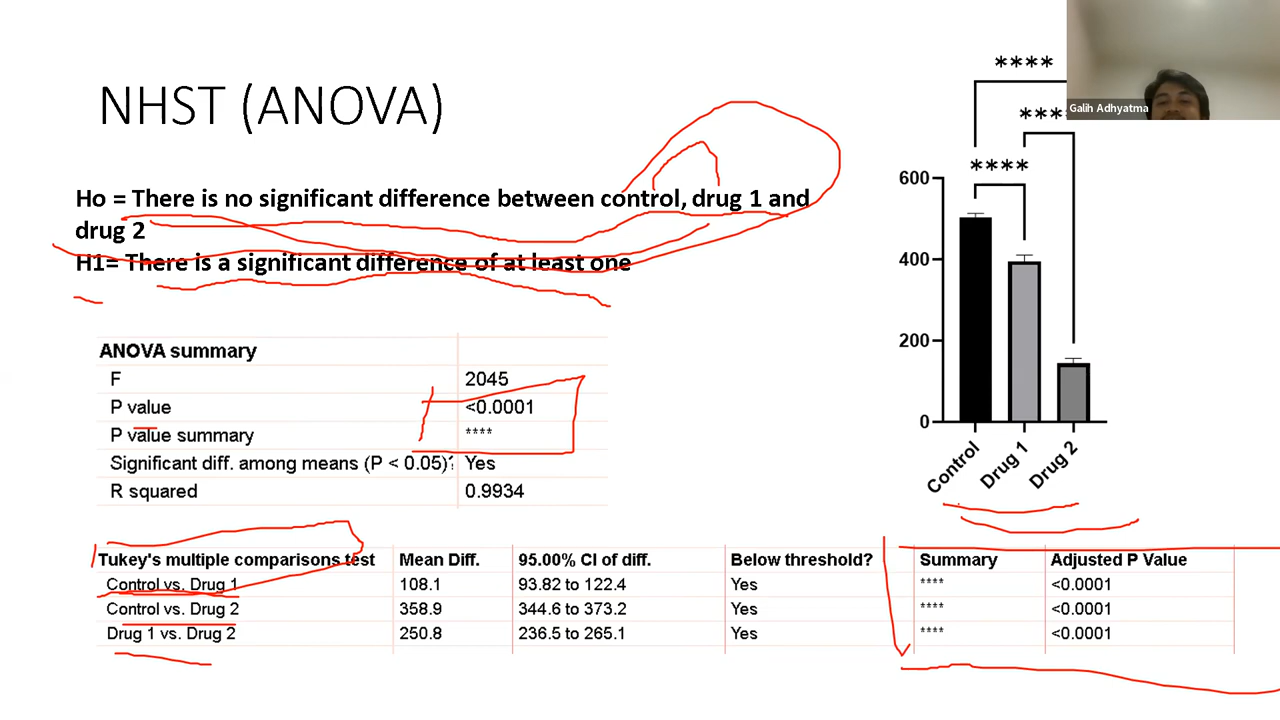 NHST (ANOVA)
Ho = There is no significant difference between control, drug 1 and
drug 2
H1= There is a significant difference of at least one
ANOVA summary
F 2045
P value <0.0001
P value summary ****
Significant diff. among means (P < 0.05)? Yes
R squared 0.9934
Tukey's multiple comparisons test Mean Diff. 95.00% CI of diff. Below threshold? Summary Adjusted P Value
Control vs. Drug 1 108.1 93.82 to 122.4 Yes **** <0.0001
Control vs. Drug 2 358.9 344.6 to 373.2 Yes **** <0.0001
Drug 1 vs. Drug 2 250.8 236.5 to 265.1 Yes **** <0.0001
Galih Adhyatma
****
***
****
600
400
200
0
Control
Drug 1
Drug 2